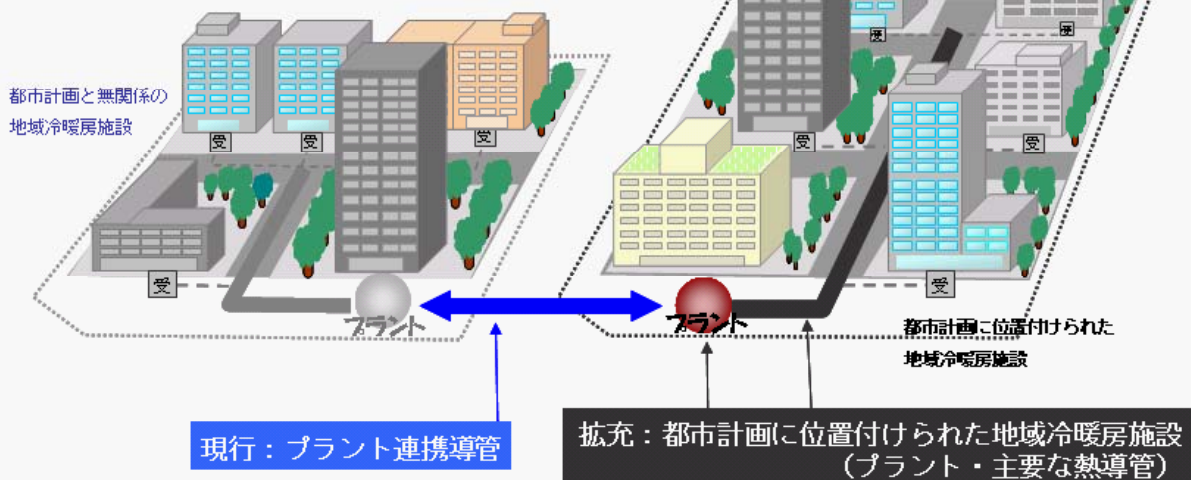 都市計画と無関係の
地域冷暖房施設
受
受
受
受
受
受
受
受
受
プラント
プラント
都市計画に位置付けられた
地域冷暖房施設
現行：プラント連携導管
拡充：都市計画に位置付けられた地域冷暖房施設
（プラント・主要な熱導管）